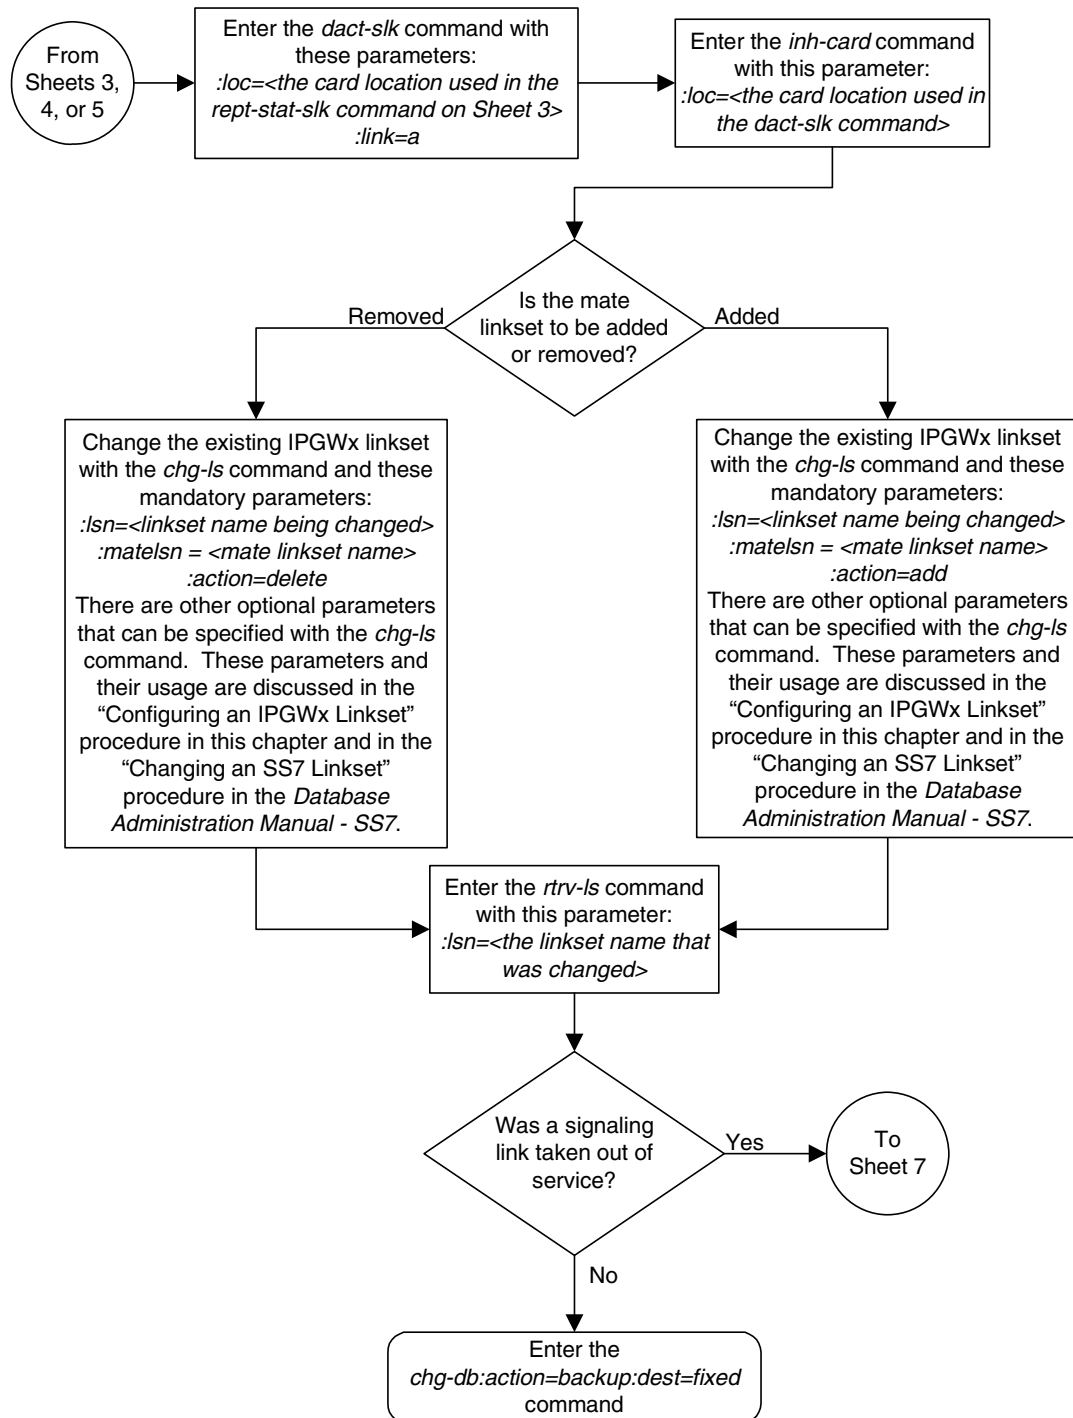 From
Sheets 3,
4, or 5
Enter the dact-slk command with
these parameters:
:loc=<the card location used in the
rept-stat-slk command on Sheet 3>
:link=a
Enter the inh-card command
with this parameter:
:loc=<the card location used in
the dact-slk command>
Is the mate
linkset to be added
or removed?
Removed
Added
Change the existing IPGWx linkset
with the chg-ls command and these
mandatory parameters:
:lsn=<linkset name being changed>
:matelsn = <mate linkset name>
:action=delete
There are other optional parameters
that can be specified with the chg-ls
command.  These parameters and
their usage are discussed in the
“Configuring an IPGWx Linkset”
procedure in this chapter and in the
“Changing an SS7 Linkset”
procedure in the Database
Administration Manual - SS7.
Change the existing IPGWx linkset
with the chg-ls command and these
mandatory parameters:
:lsn=<linkset name being changed>
:matelsn = <mate linkset name>
:action=add
There are other optional parameters
that can be specified with the chg-ls
command.  These parameters and
their usage are discussed in the
“Configuring an IPGWx Linkset”
procedure in this chapter and in the
“Changing an SS7 Linkset”
procedure in the Database
Administration Manual - SS7.
Enter the rtrv-ls command
with this parameter:
:lsn=<the linkset name that
was changed>
Was a signaling
link taken out of
service?
Yes
To
Sheet 7
No
Enter the
chg-db:action=backup:dest=fixed
command